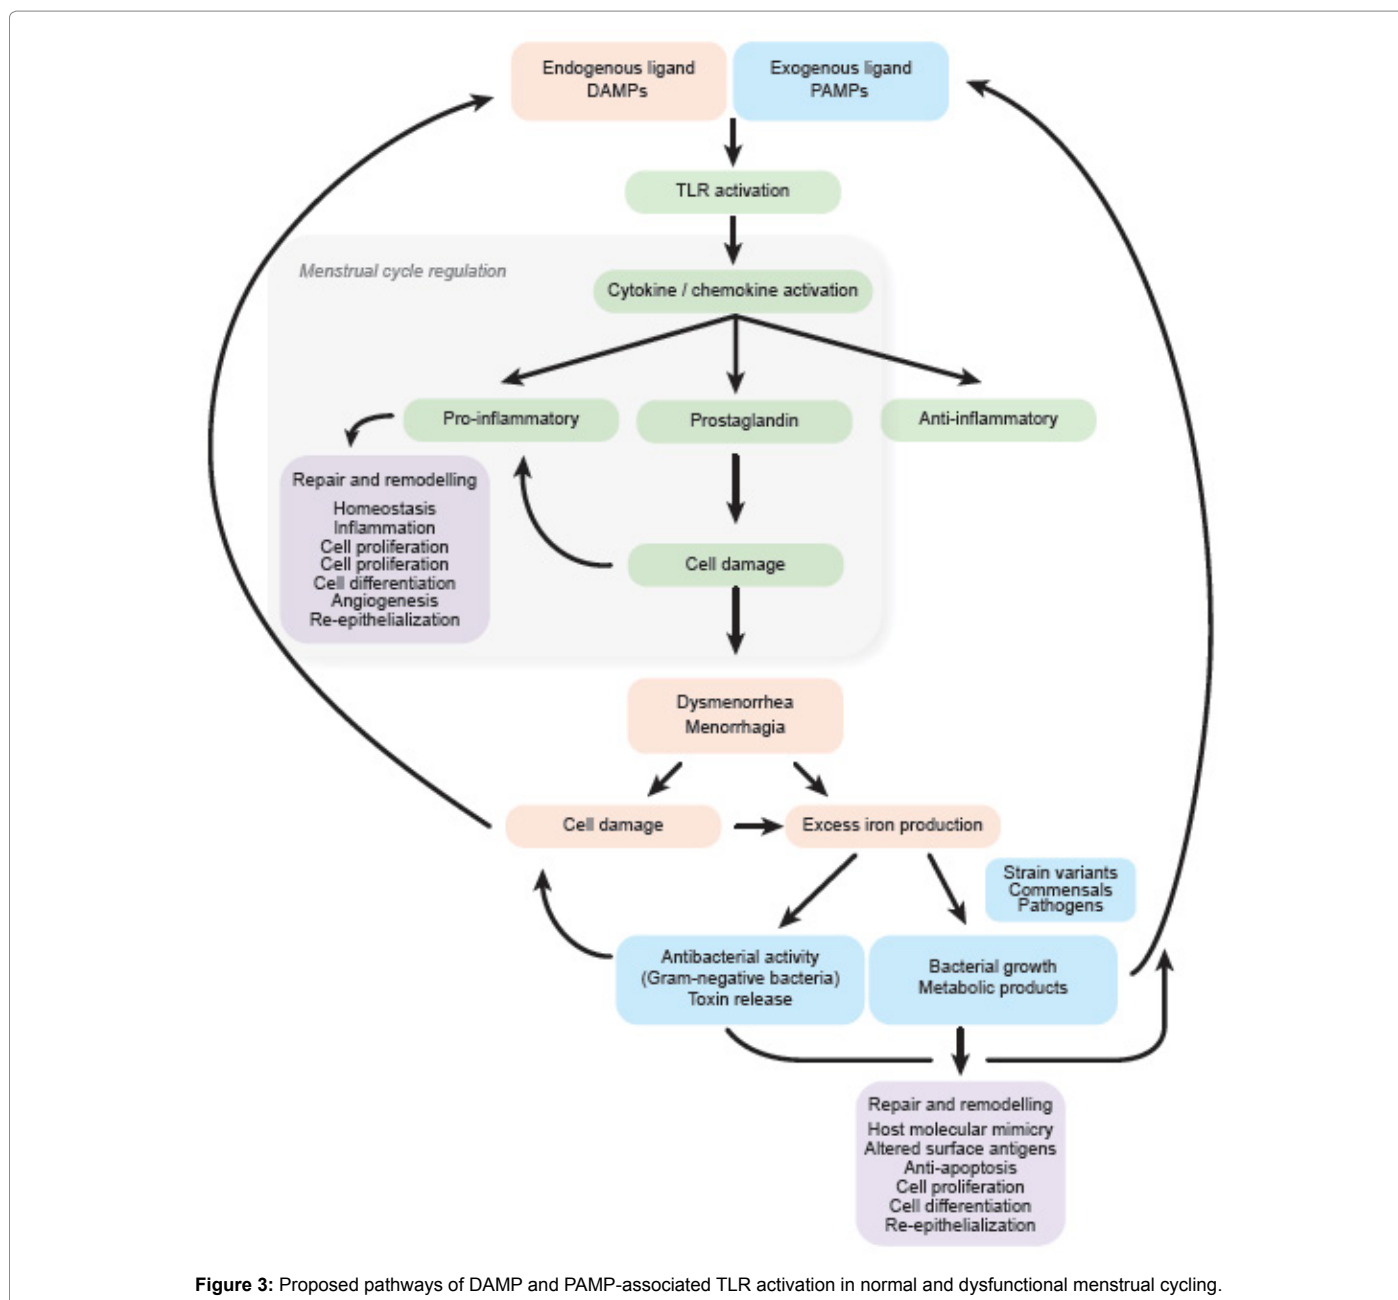 Endogenous ligand
DAMPs
Exogenous ligand
PAMPs
TLR activation
Menstrual cycle regulation
Cytokine / chemokine activation
Pro-inflammatory
Prostaglandin
Anti-inflammatory
Repair and remodelling
Homeostasis
Inflammation
Cell proliferation
Cell proliferation
Cell differentiation
Angiogenesis
Re-epithelialization
Cell damage
Dysmenorrhea
Menorrhagia
Cell damage
Excess iron production
Strain variants
Commensals
Pathogens
Antibacterial activity
(Gram-negative bacteria)
Toxin release
Bacterial growth
Metabolic products
Repair and remodelling
Host molecular mimicry
Altered surface antigens
Anti-apoptosis
Cell proliferation
Cell differentiation
Re-epithelialization
Figure 3: Proposed pathways of DAMP and PAMP-associated TLR activation in normal and dysfunctional menstrual cycling.